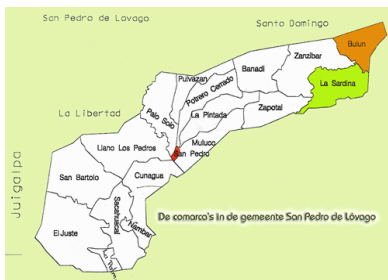 San Pedro de Lovago
Santo Domingo
Bulun
Zanzibar
Banadi
La Sardina
Pulvazan
Potrero Cerrado
La Libertad
Palo Solo
La Pintada
Zapotal
Muluco
Llano Los Pedros
San Pedro
Juigalpa
San Bartolo
Cunagua
Sacahuacal
De comarca's in de gemeente San Pedro de Lóvago
El Juste
Hambar